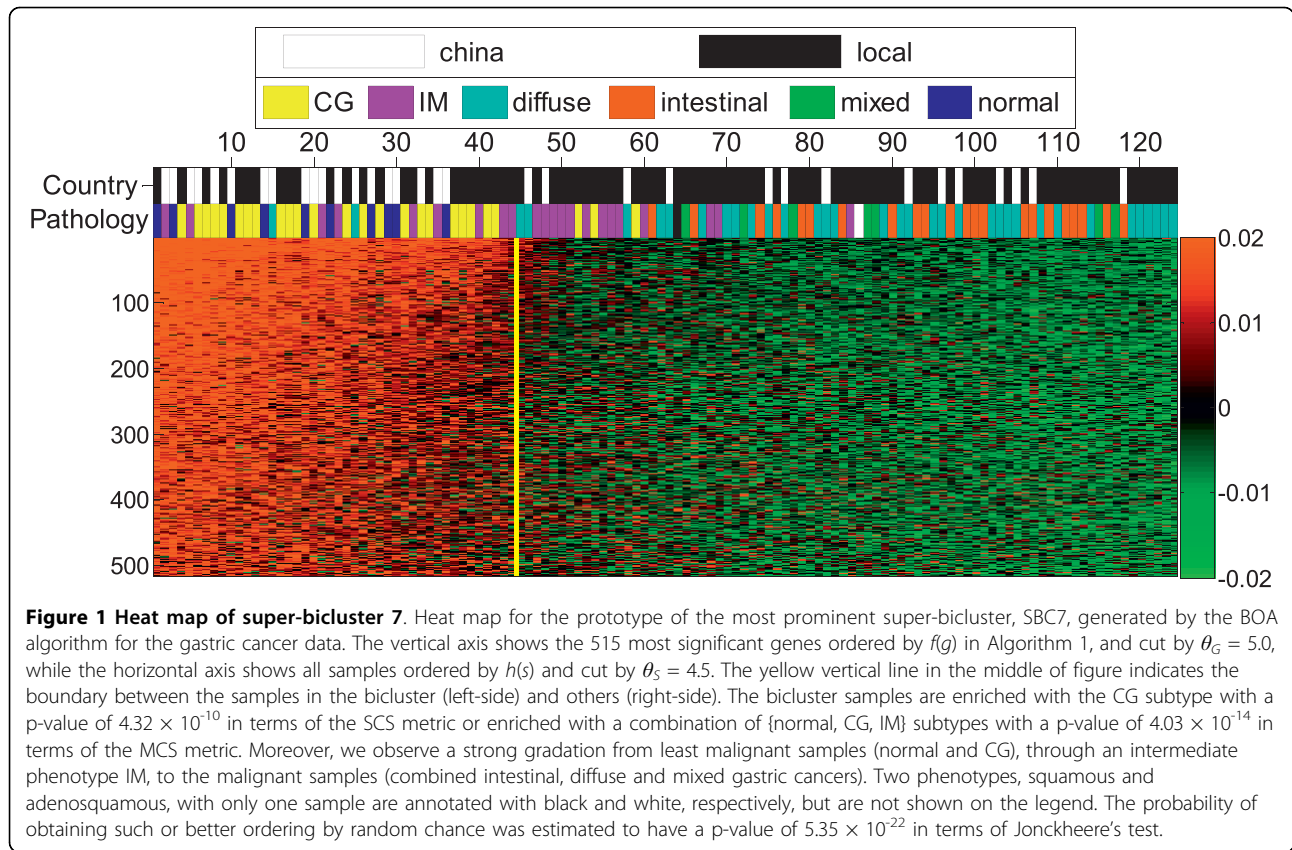 china local
CG IM diffuse intestinal mixed normal
10 20 30 40 50 60 70 80 90 100 110 120
Country
Pathology
100
200
300
400
500
0.02
0.01
0
-0.01
-0.02
Figure 1 Heat map of super-bicluster 7. Heat map for the prototype of the most prominent super-bicluster, SBC7, generated by the BOA
algorithm for the gastric cancer data. The vertical axis shows the 515 most significant genes ordered by f(g) in Algorithm 1, and cut by θG = 5.0,
while the horizontal axis shows all samples ordered by h(s) and cut by θS = 4.5. The yellow vertical line in the middle of figure indicates the
boundary between the samples in the bicluster (left-side) and others (right-side). The bicluster samples are enriched with the CG subtype with a
p-value of 4.32 × 10⁻¹⁰ in terms of the SCS metric or enriched with a combination of {normal, CG, IM} subtypes with a p-value of 4.03 × 10⁻¹⁴ in
terms of the MCS metric. Moreover, we observe a strong gradation from least malignant samples (normal and CG), through an intermediate
phenotype IM, to the malignant samples (combined intestinal, diffuse and mixed gastric cancers). Two phenotypes, squamous and
adenosquamous, with only one sample are annotated with black and white, respectively, but are not shown on the legend. The probability of
obtaining such or better ordering by random chance was estimated to have a p-value of 5.35 × 10⁻²² in terms of Jonckheere's test.